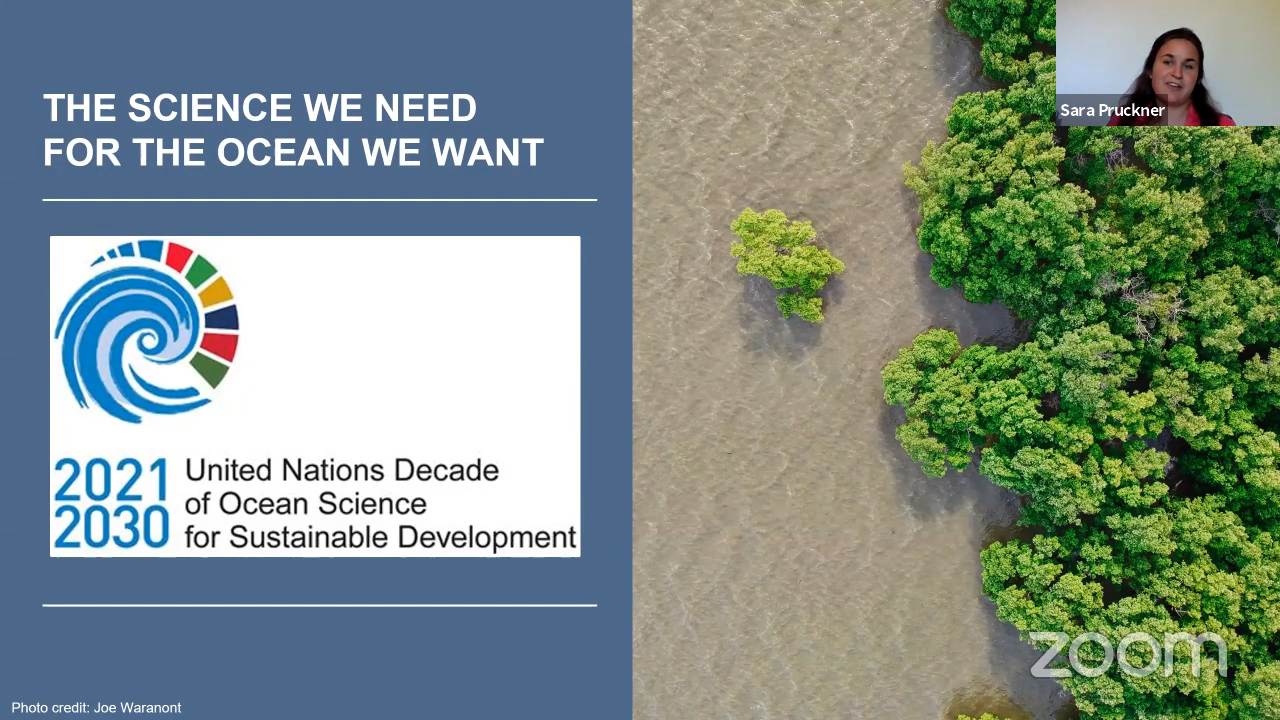 THE SCIENCE WE NEED
FOR THE OCEAN WE WANT
2021
2030
United Nations Decade
of Ocean Science
for Sustainable Development
Photo credit: Joe Waranont
Sara Pruckner
zoom